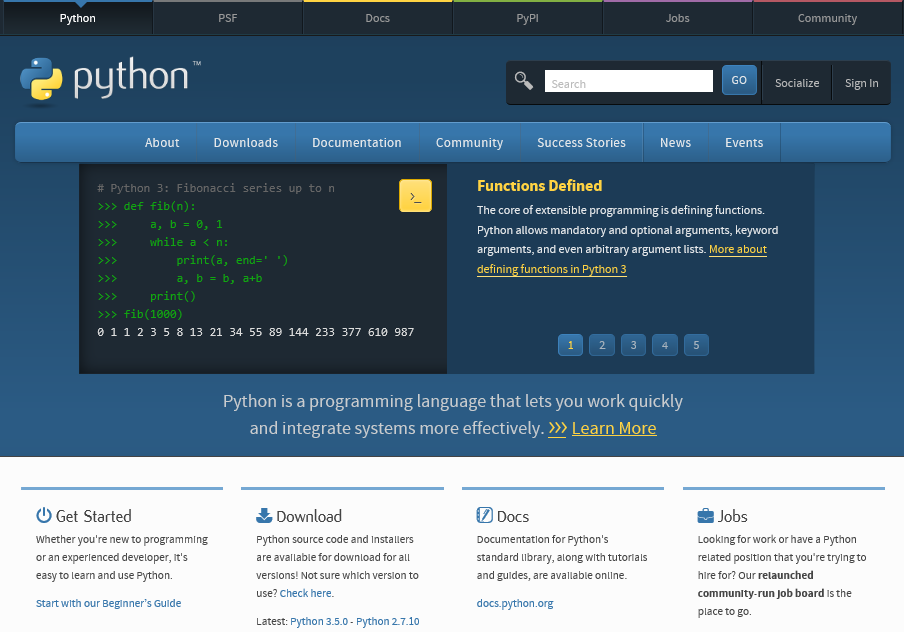 Python PSF Docs PyPI Jobs Community
python™
Search GO Socialize Sign In
About Downloads Documentation Community Success Stories News Events
# Python 3: Fibonacci series up to n
>>> def fib(n):
>>>     a, b = 0, 1
>>>     while a < n:
>>>         print(a, end=' ')
>>>         a, b = b, a+b
>>>     print()
>>> fib(1000)
0 1 1 2 3 5 8 13 21 34 55 89 144 233 377 610 987
>_
Functions Defined
The core of extensible programming is defining functions.
Python allows mandatory and optional arguments, keyword
arguments, and even arbitrary argument lists. More about
defining functions in Python 3
1 2 3 4 5
Python is a programming language that lets you work quickly
and integrate systems more effectively. >>> Learn More
Get Started
Whether you're new to programming
or an experienced developer, it's
easy to learn and use Python.
Start with our Beginner's Guide
Download
Python source code and installers
are available for download for all
versions! Not sure which version to
use? Check here.
Latest: Python 3.5.0 - Python 2.7.10
Docs
Documentation for Python's
standard library, along with tutorials
and guides, are available online.
docs.python.org
Jobs
Looking for work or have a Python
related position that you're trying to
hire for? Our relaunched
community-run job board is the
place to go.